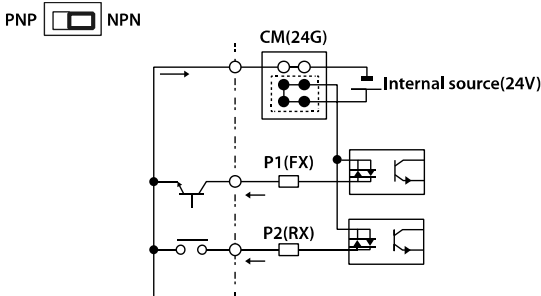 PNP NPN
CM(24G)
Internal source(24V)
P1(FX)
P2(RX)